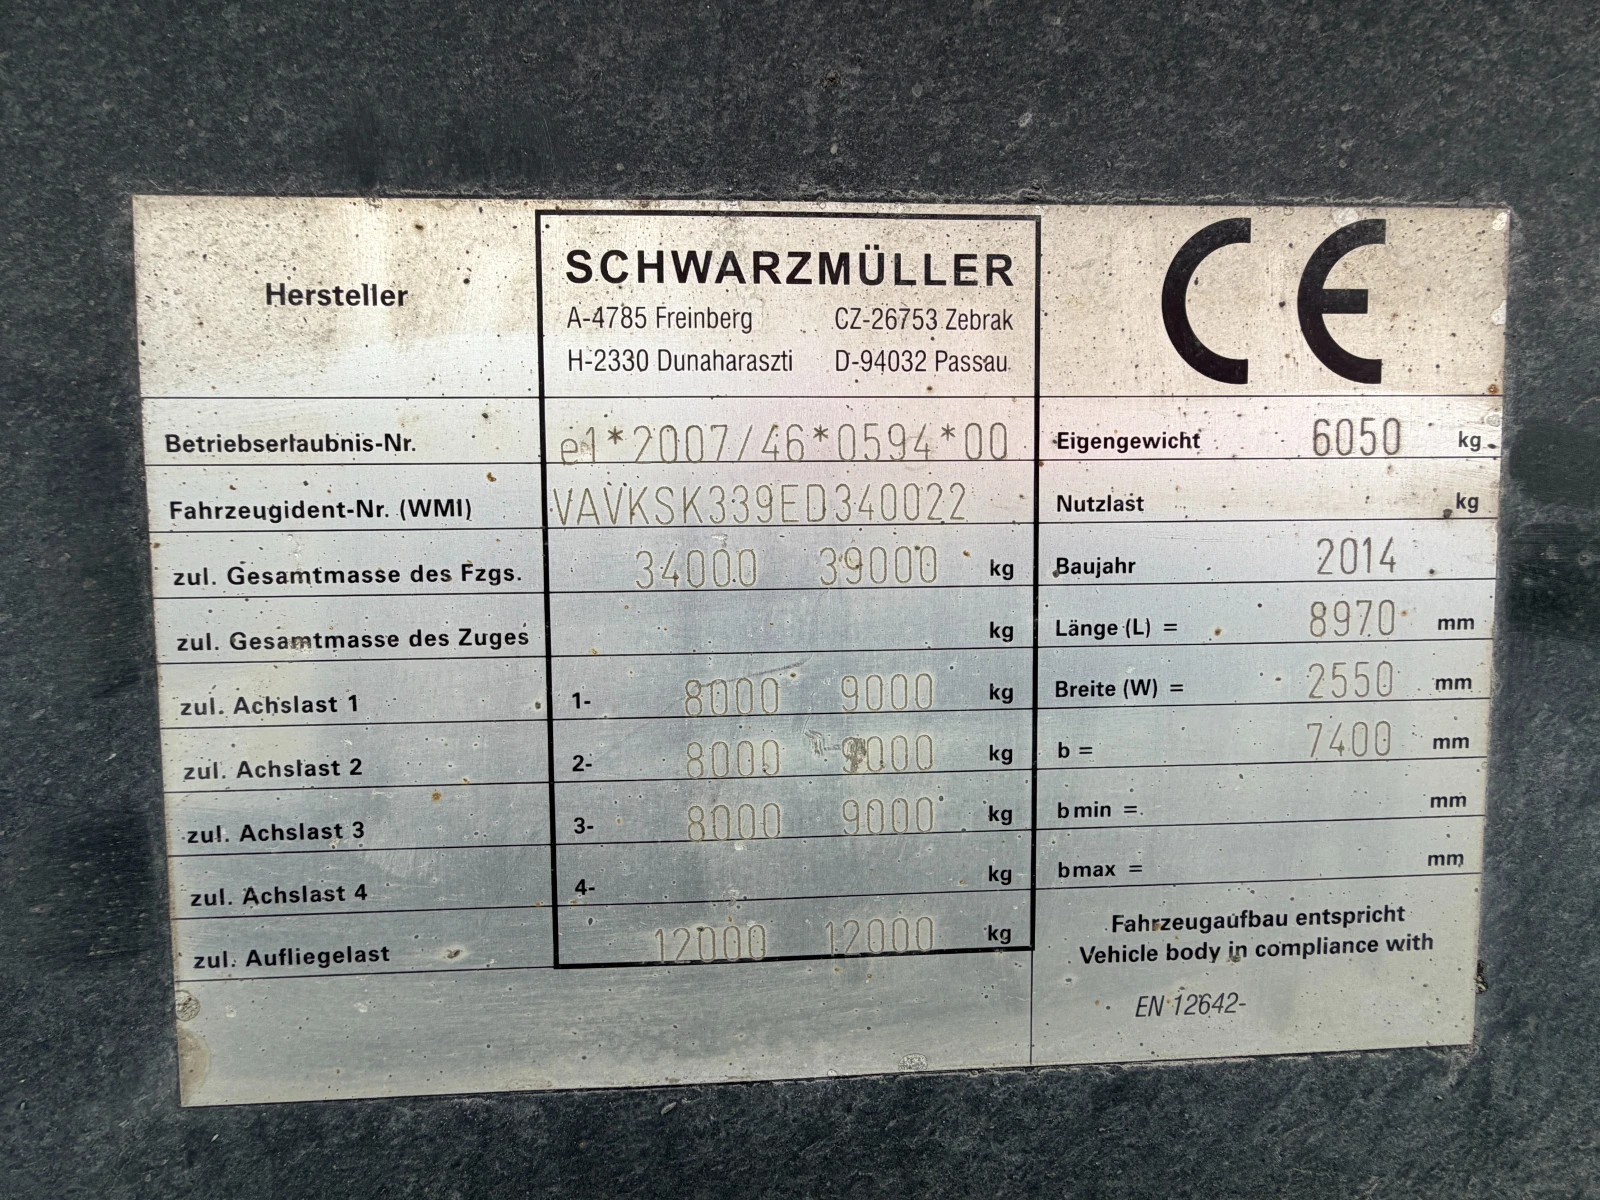 Hersteller
SCHWARZMÜLLER
A-4785 Freinberg CZ-26753 Zebrak
H-2330 Dunaharaszti D-94032 Passau
CE
Betriebserlaubnis-Nr. e1*2007/46*0594*00
Eigengewicht 6050 kg
Fahrzeugident-Nr. (WMI) VAVKSK339ED340022
Nutzlast kg
zul. Gesamtmasse des Fzgs. 34000 39000 kg
Baujahr 2014
zul. Gesamtmasse des Zuges kg
Länge (L) = 8970 mm
zul. Achslast 1 1- 8000 9000 kg
Breite (W) = 2550 mm
zul. Achslast 2 2- 8000 9000 kg
b = 7400 mm
zul. Achslast 3 3- 8000 9000 kg
b min = mm
zul. Achslast 4 4- kg
b max = mm
zul. Aufliegelast 12000 12000 kg
Fahrzeugaufbau entspricht
Vehicle body in compliance with
EN 12642-